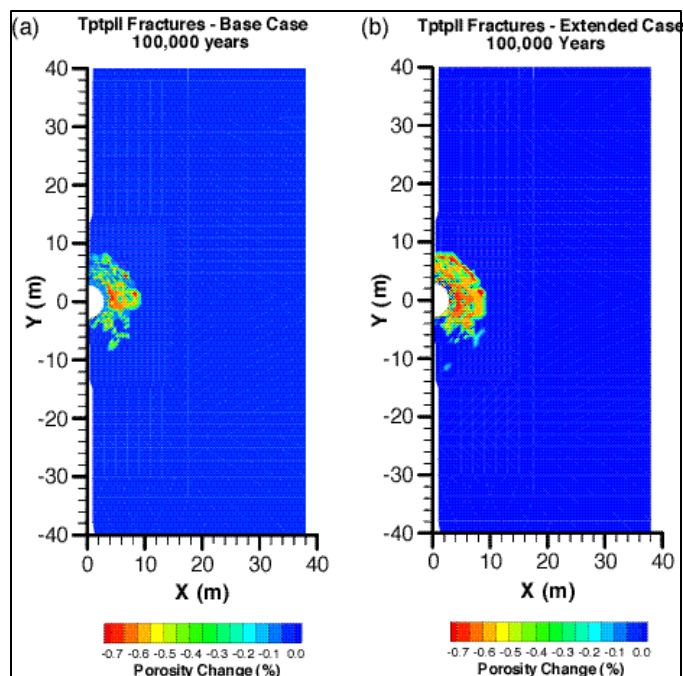 (a) Tptpll Fractures - Base Case
100,000 years
40
30
20
10
0
-10
-20
-30
-40
Y (m)
0 10 20 30 40
X (m)
-0.7 -0.6 -0.5 -0.4 -0.3 -0.2 -0.1 0.0
Porosity Change (%)
(b) Tptpll Fractures - Extended Case
100,000 Years
40
30
20
10
0
-10
-20
-30
-40
Y (m)
0 10 20 30 40
X (m)
-0.7 -0.6 -0.5 -0.4 -0.3 -0.2 -0.1 0.0
Porosity Change (%)